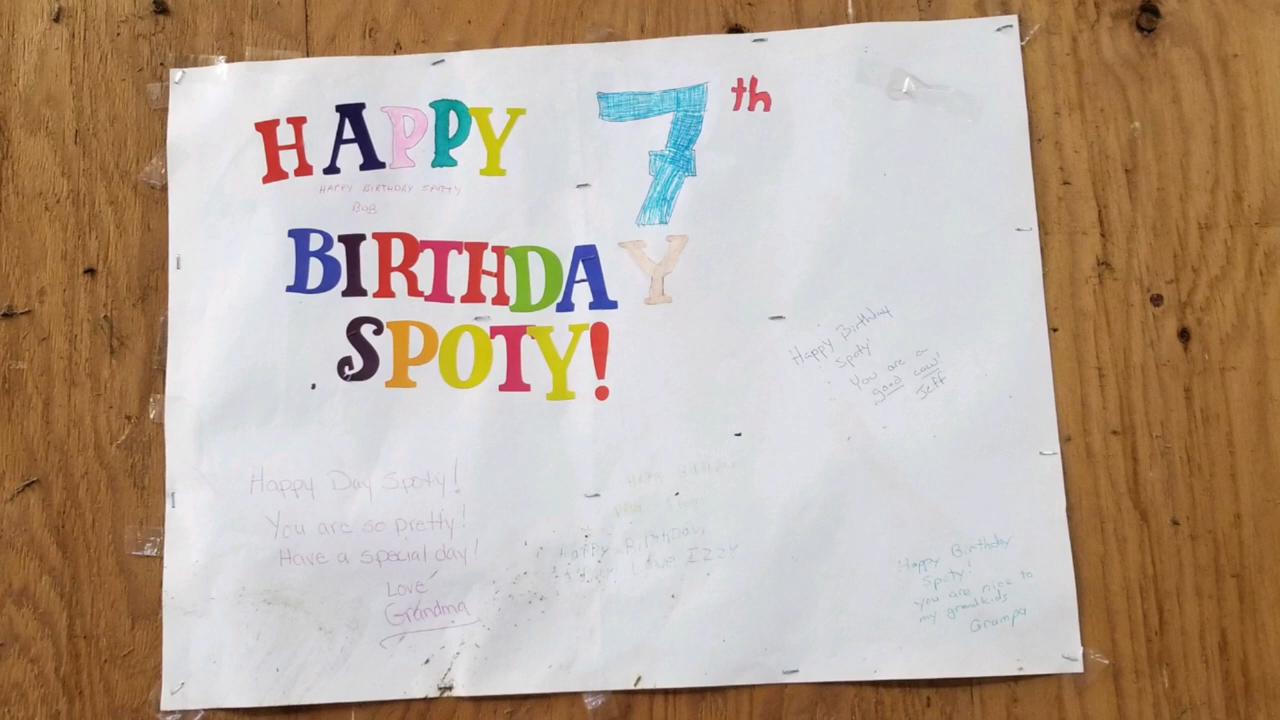 HAPPY 7th
HAPPY BIRTHDAY SPOTTY
BOB
BIRTHDAY
SPOTY!
Happy Birthday
Spoty!
You are a
good cow!
Jeff
Happy Day Spoty!
You are so pretty!
Have a special day!
Love
Grandma
Happy Birthday
Love Izzy
Happy Birthday
Spoty!
you are nice to
my grandkids
Grampa